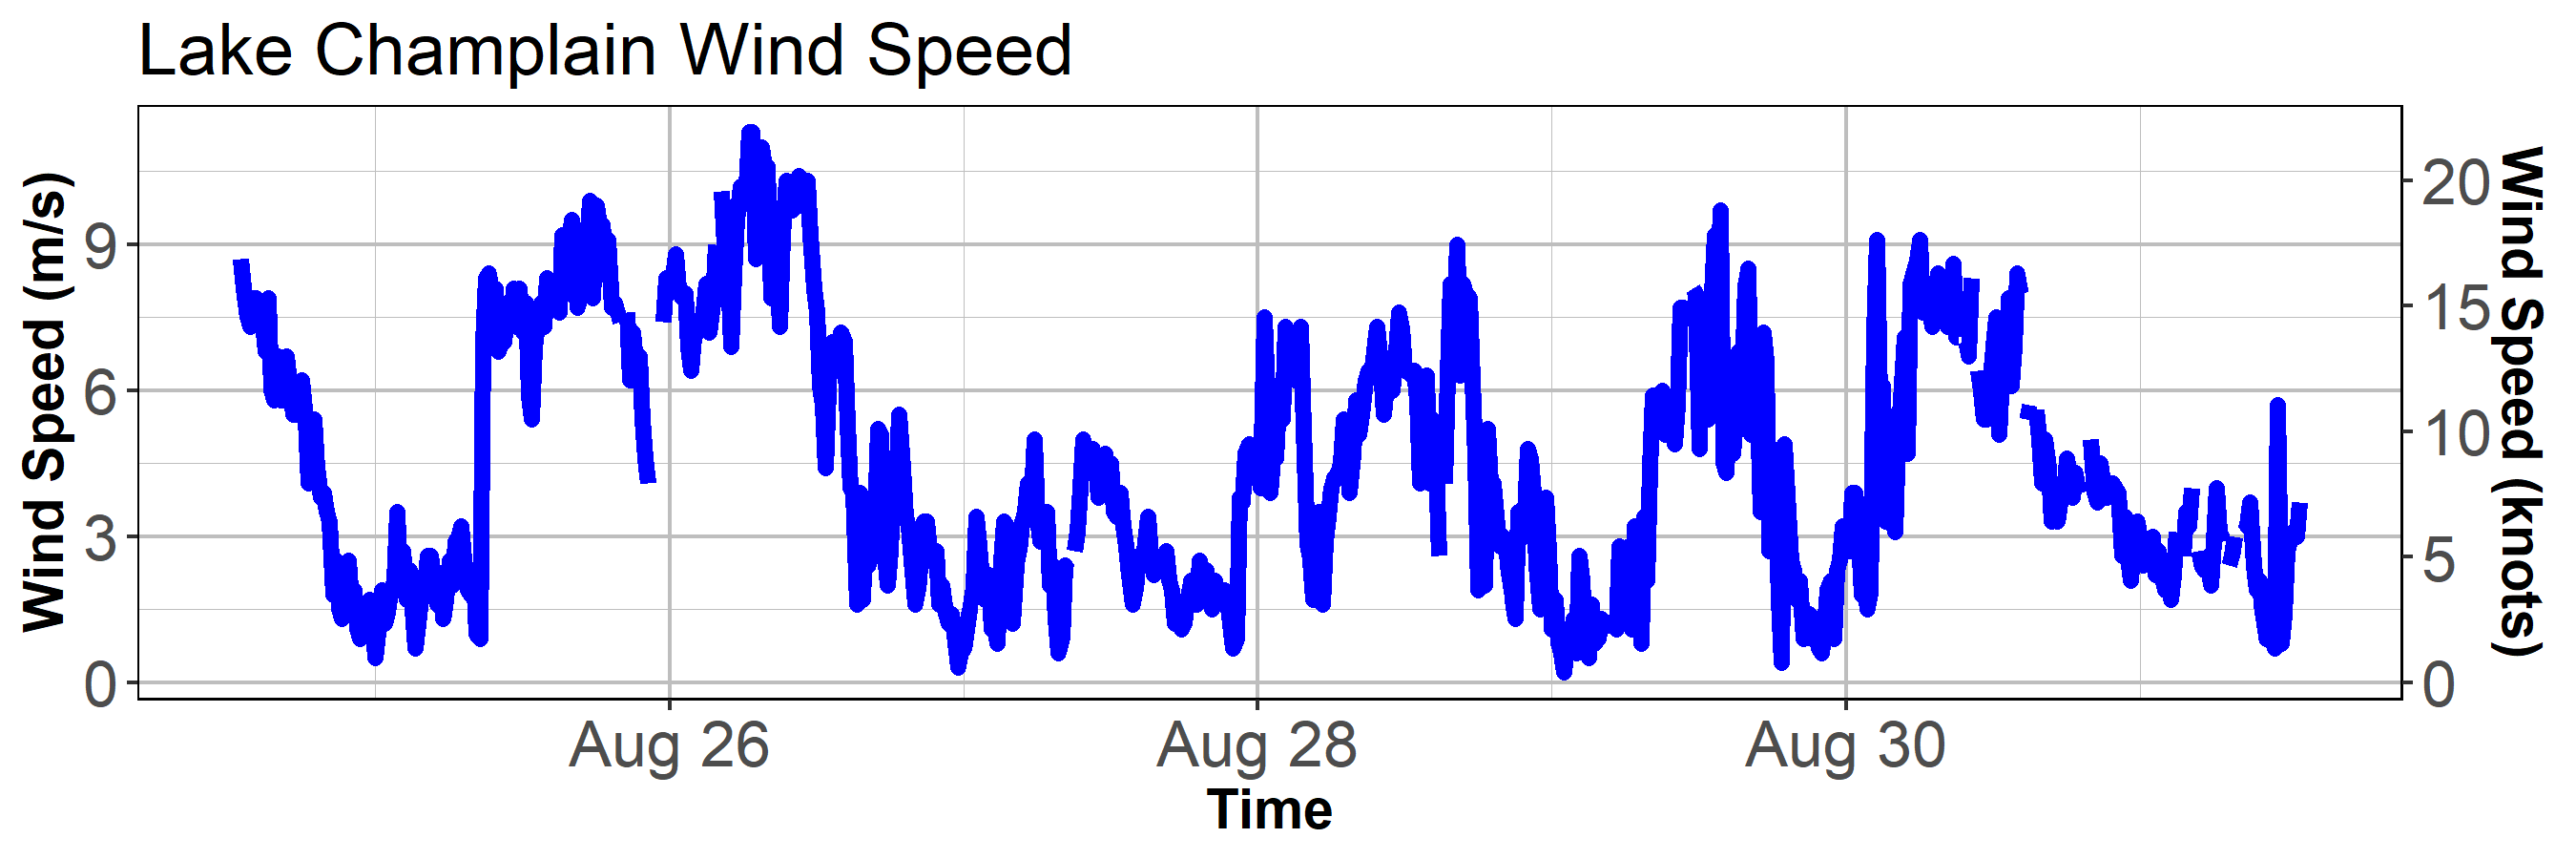 Lake Champlain Wind Speed
Wind Speed (m/s)
9
6
3
0
20
15
10
5
0
Wind Speed (knots)
Aug 26
Aug 28
Aug 30
Time